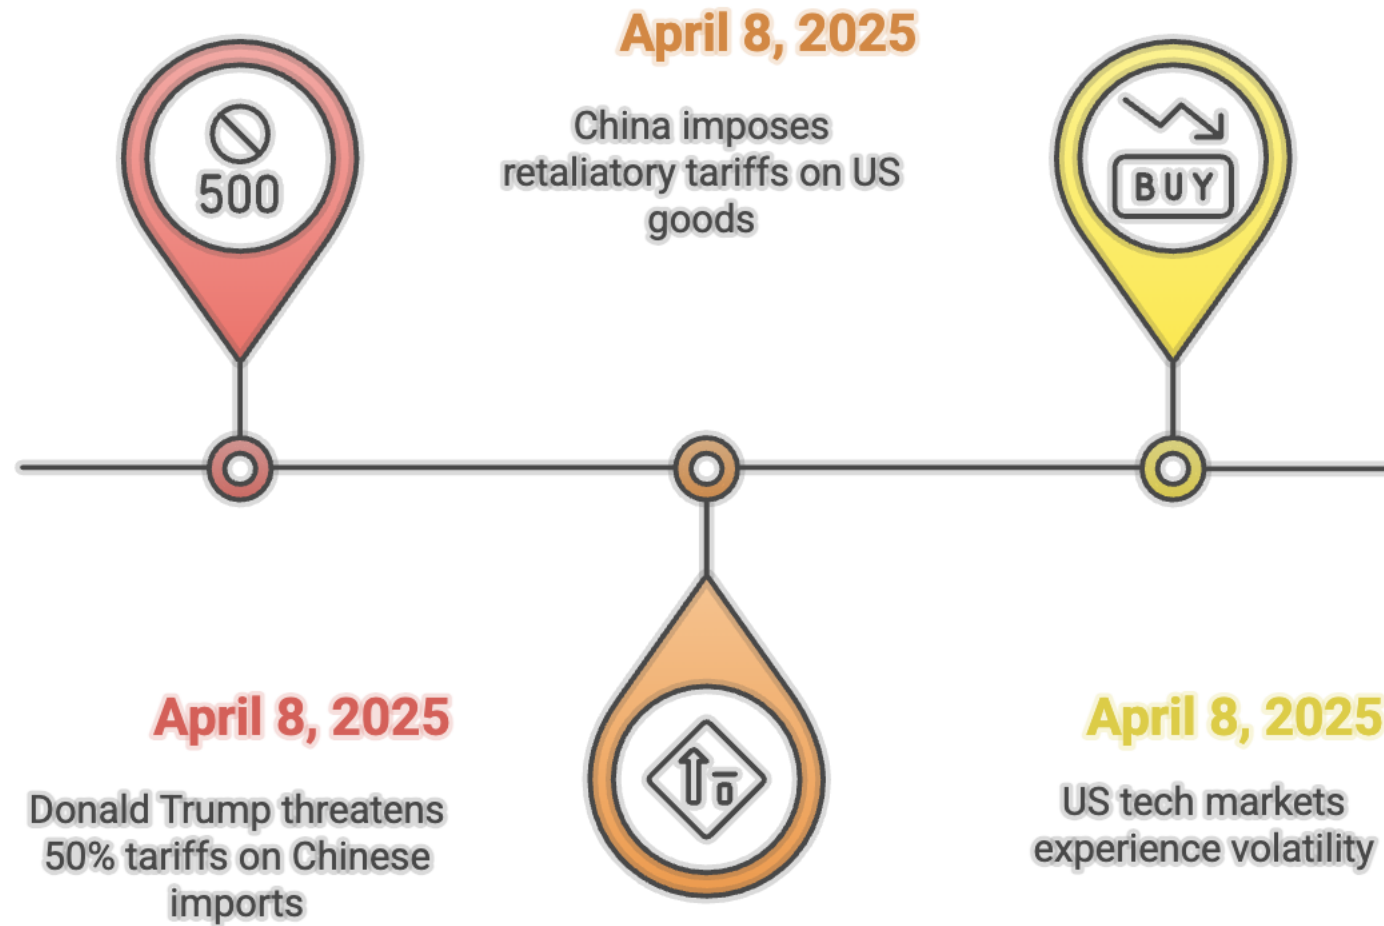 April 8, 2025
China imposes
retaliatory tariffs on US
goods
500
BUY
April 8, 2025
Donald Trump threatens
50% tariffs on Chinese
imports
April 8, 2025
US tech markets
experience volatility